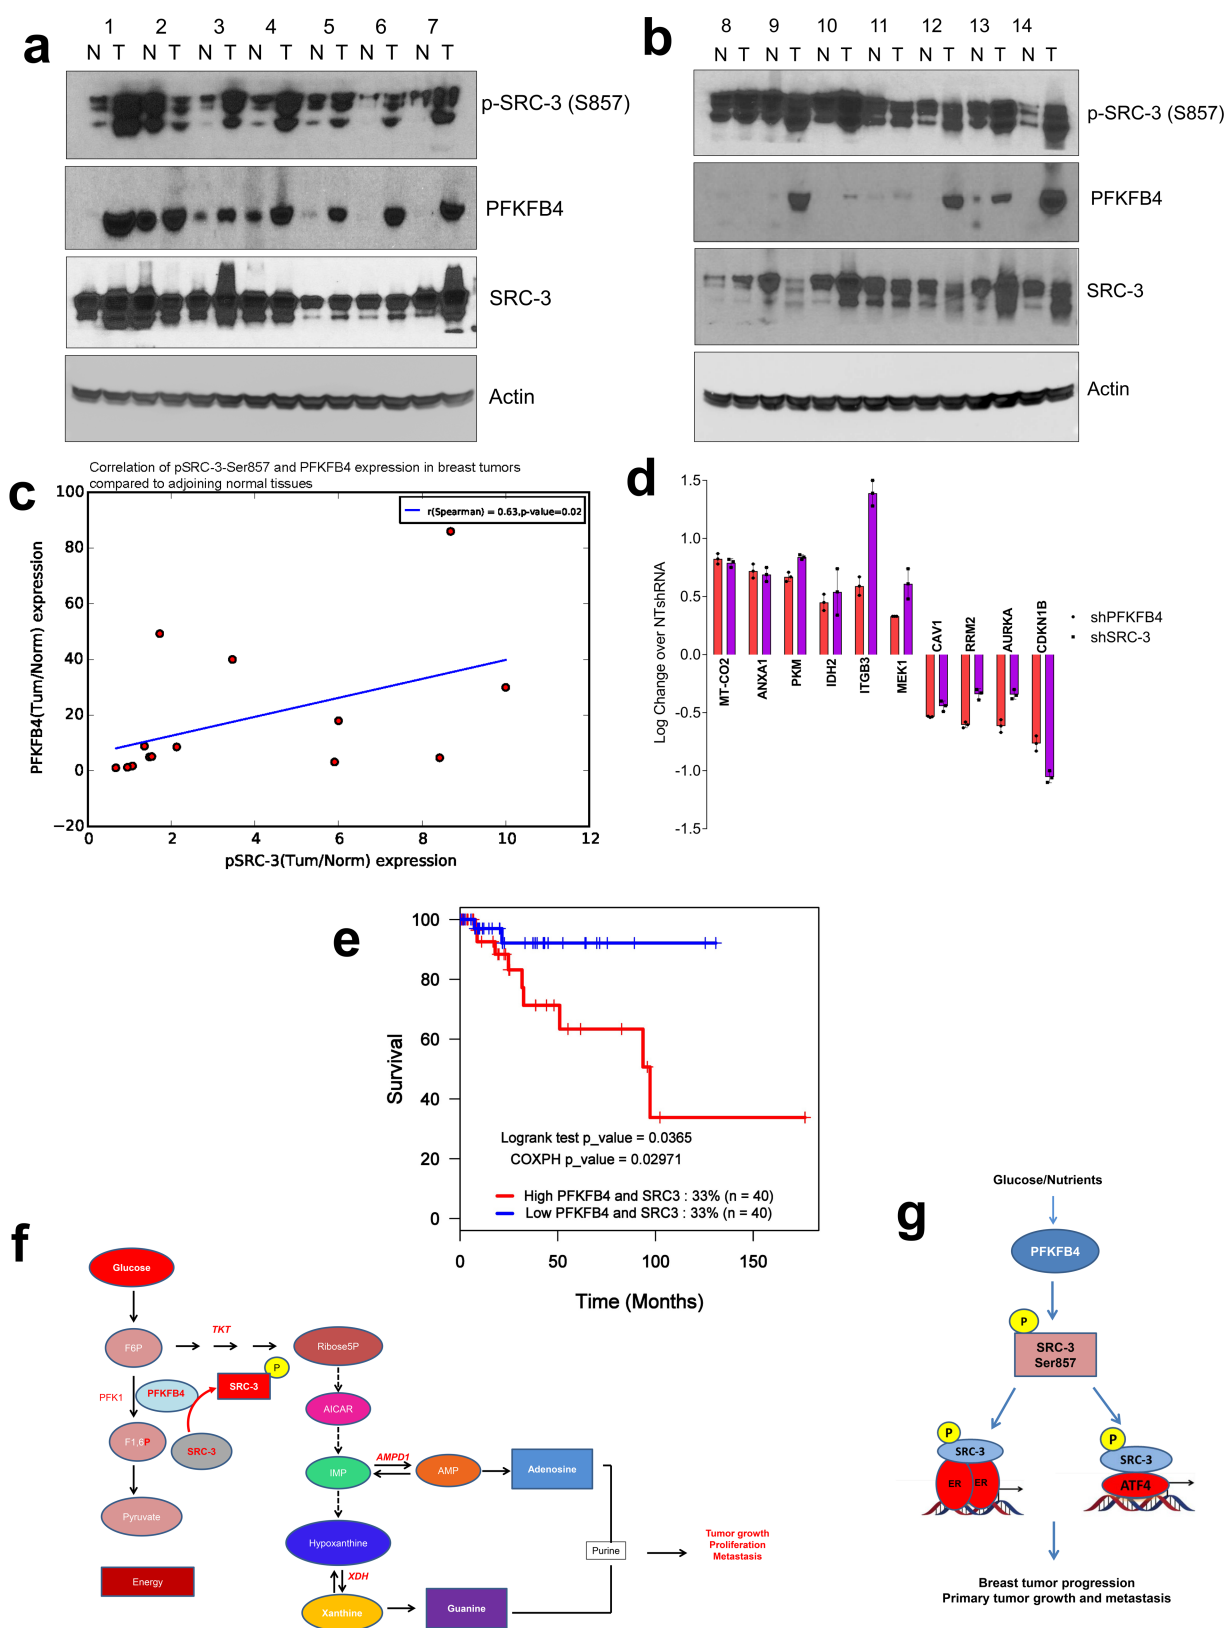 a
1 2 3 4 5 6 7
N T N T N T N T N T N T N T
p-SRC-3 (S857)
PFKFB4
SRC-3
Actin
b
8 9 10 11 12 13 14
N T N T N T N T N T N T N T
p-SRC-3 (S857)
PFKFB4
SRC-3
Actin
c
Correlation of pSRC-3-Ser857 and PFKFB4 expression in breast tumors
compared to adjoining normal tissues
r(Spearman) = 0.63,p-value=0.02
PFKFB4(Tum/Norm) expression
100
80
60
40
20
0
−20
0 2 4 6 8 10 12
pSRC-3(Tum/Norm) expression
d
Log Change over NTshRNA
1.5
1.0
0.5
0.0
-0.5
-1.0
-1.5
MT-CO2
ANXA1
PKM
IDH2
ITGB3
MEK1
CAV1
RRM2
AURKA
CDKN1B
shPFKFB4
shSRC-3
e
Survival
100
80
60
40
20
0
Logrank test p_value = 0.0365
COXPH p_value = 0.02971
High PFKFB4 and SRC3 : 33% (n = 40)
Low PFKFB4 and SRC3 : 33% (n = 40)
0 50 100 150
Time (Months)
f
Glucose
F6P
TKT
Ribose5P
P
SRC-3
PFK1
PFKFB4
AICAR
F1,6P
SRC-3
IMP
AMPD1
AMP
Adenosine
Pyruvate
Hypoxanthine
Purine
Tumor growth
Proliferation
Metastasis
XDH
Energy
Xanthine
Guanine
g
Glucose/Nutrients
PFKFB4
P
SRC-3
Ser857
P
SRC-3
ER ER
P
SRC-3
ATF4
Breast tumor progression
Primary tumor growth and metastasis